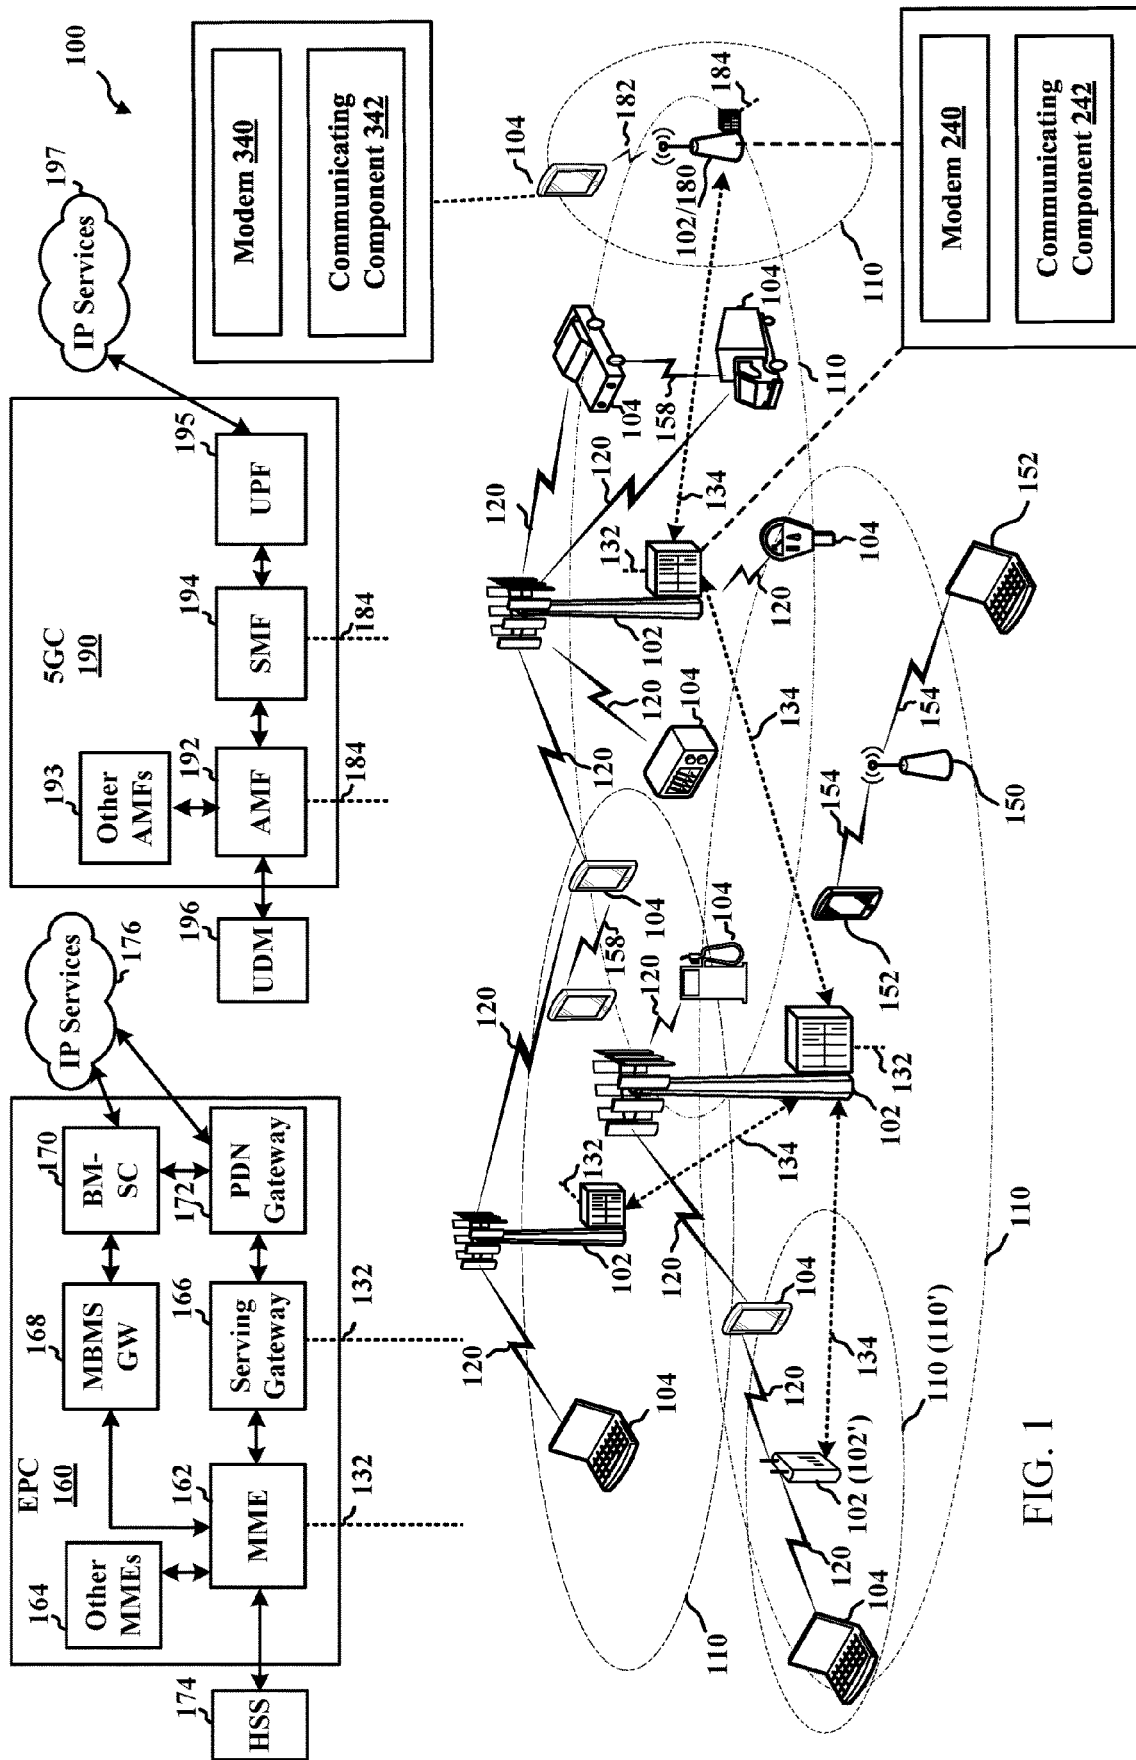 174
HSS
EPC
160
164
Other
MMEs
162
MME
168
MBMS
GW
166
Serving
Gateway
170
BM-
SC
172
PDN
Gateway
132
132
IP Services
176
196
UDM
5GC
190
193
Other
AMFs
192
AMF
194
SMF
195
UPF
184
184
IP Services
197
100
Modem 340
Communicating
Component 342
120
104
120
102
132
120
158
104
120
120
104
120
102
132
120
120
104
158
104
104
182
184
102/180
110
134
110
120
104
110
104
120
102 (102')
120
104
134
120
134
102
132
120
104
134
152
154
150
154
152
134
110 (110')
110
Modem 240
Communicating
Component 242
FIG. 1